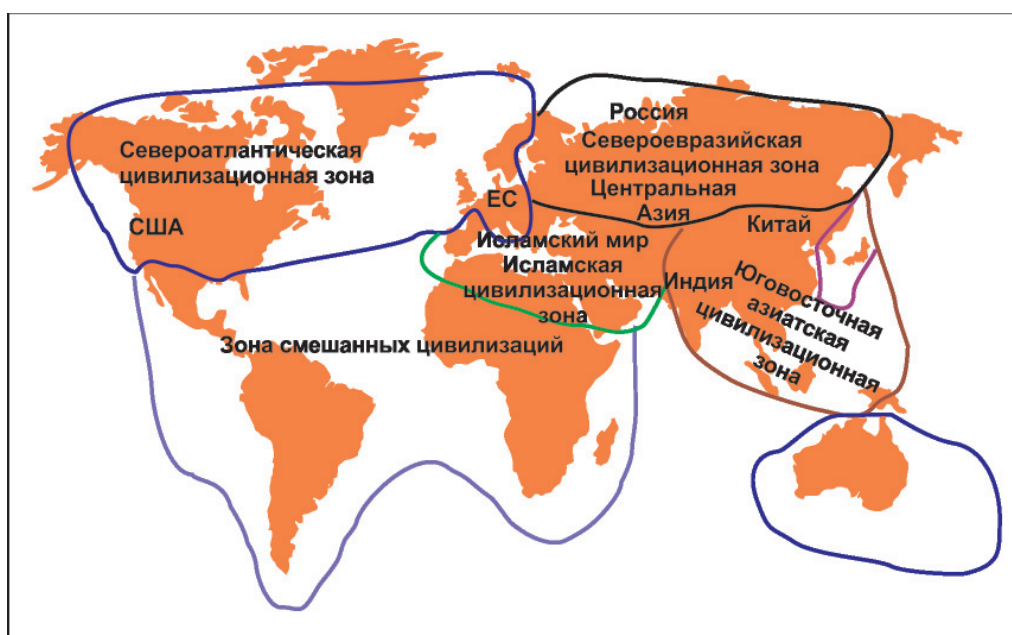 Россия
Североатлантическая
цивилизационная зона
Североевразийская
цивилизационная зона
Центральная
Азия
ЕС
США
Китай
Исламский мир
Исламская
цивилизационная
зона
Индия
Юговосточная
азиатская
цивилизационная
зона
Зона смешанных цивилизаций